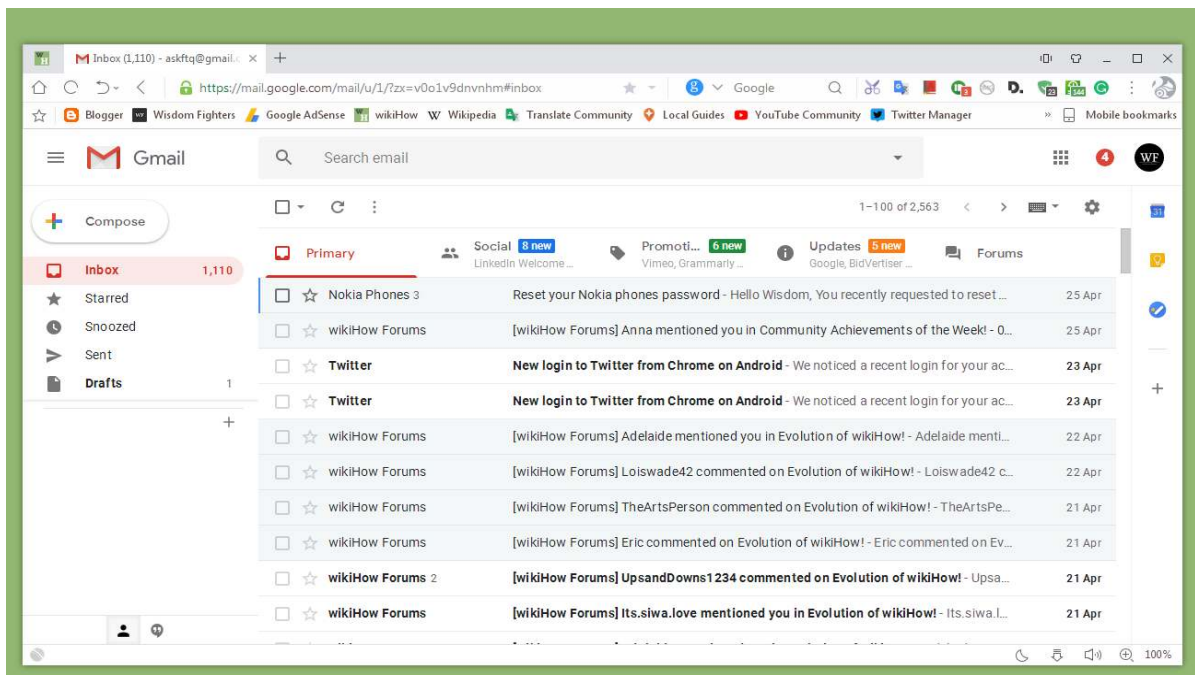 Inbox (1,110) - askftq@gmail.c
https://mail.google.com/mail/u/1/?zx=v0o1v9dnvnhm#inbox
Google
D.
23
144
Blogger Wisdom Fighters Google AdSense wikiHow W Wikipedia Translate Community Local Guides YouTube Community Twitter Manager » Mobile bookmarks
Gmail
Search email
4
WF
Compose
1–100 of 2,563
31
Primary
Social 8 new
LinkedIn Welcome ...
Promoti... 6 new
Vimeo, Grammarly ...
Updates 5 new
Google, BidVertiser ...
Forums
Inbox 1,110
Starred
Snoozed
Sent
Drafts 1
Nokia Phones 3 Reset your Nokia phones password - Hello Wisdom, You recently requested to reset ... 25 Apr
wikiHow Forums [wikiHow Forums] Anna mentioned you in Community Achievements of the Week! - 0... 25 Apr
Twitter New login to Twitter from Chrome on Android - We noticed a recent login for your ac... 23 Apr
Twitter New login to Twitter from Chrome on Android - We noticed a recent login for your ac... 23 Apr
wikiHow Forums [wikiHow Forums] Adelaide mentioned you in Evolution of wikiHow! - Adelaide menti... 22 Apr
wikiHow Forums [wikiHow Forums] Loiswade42 commented on Evolution of wikiHow! - Loiswade42 c... 22 Apr
wikiHow Forums [wikiHow Forums] TheArtsPerson commented on Evolution of wikiHow! - TheArtsPe... 21 Apr
wikiHow Forums [wikiHow Forums] Eric commented on Evolution of wikiHow! - Eric commented on Ev... 21 Apr
wikiHow Forums 2 [wikiHow Forums] UpsandDowns1234 commented on Evolution of wikiHow! - Upsa... 21 Apr
wikiHow Forums [wikiHow Forums] Its.siwa.love mentioned you in Evolution of wikiHow! - Its.siwa.l... 21 Apr
100%